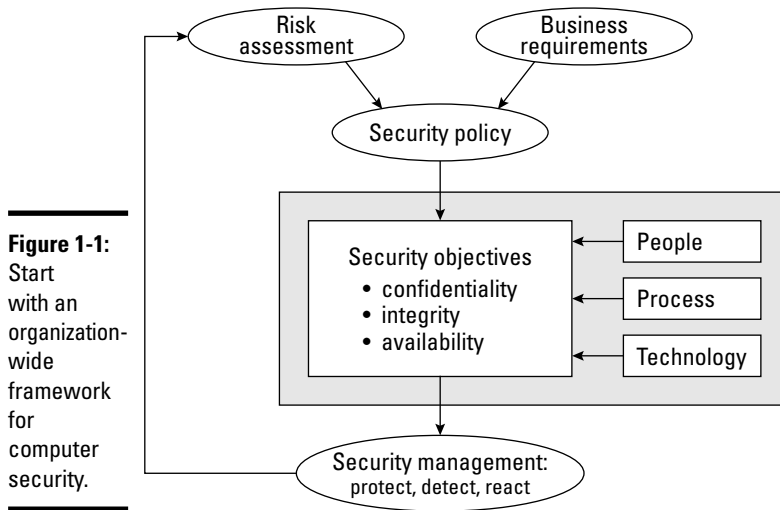 Risk
assessment
Business
requirements
Security policy
Figure 1-1:
Start
with an
organization-
wide
framework
for
computer
security.
Security objectives
• confidentiality
• integrity
• availability
People
Process
Technology
Security management:
protect, detect, react